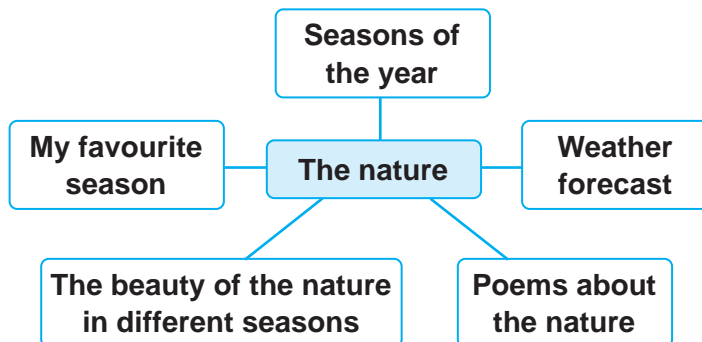 Seasons of
the year
My favourite
season
The nature
Weather
forecast
The beauty of the nature
in different seasons
Poems about
the nature